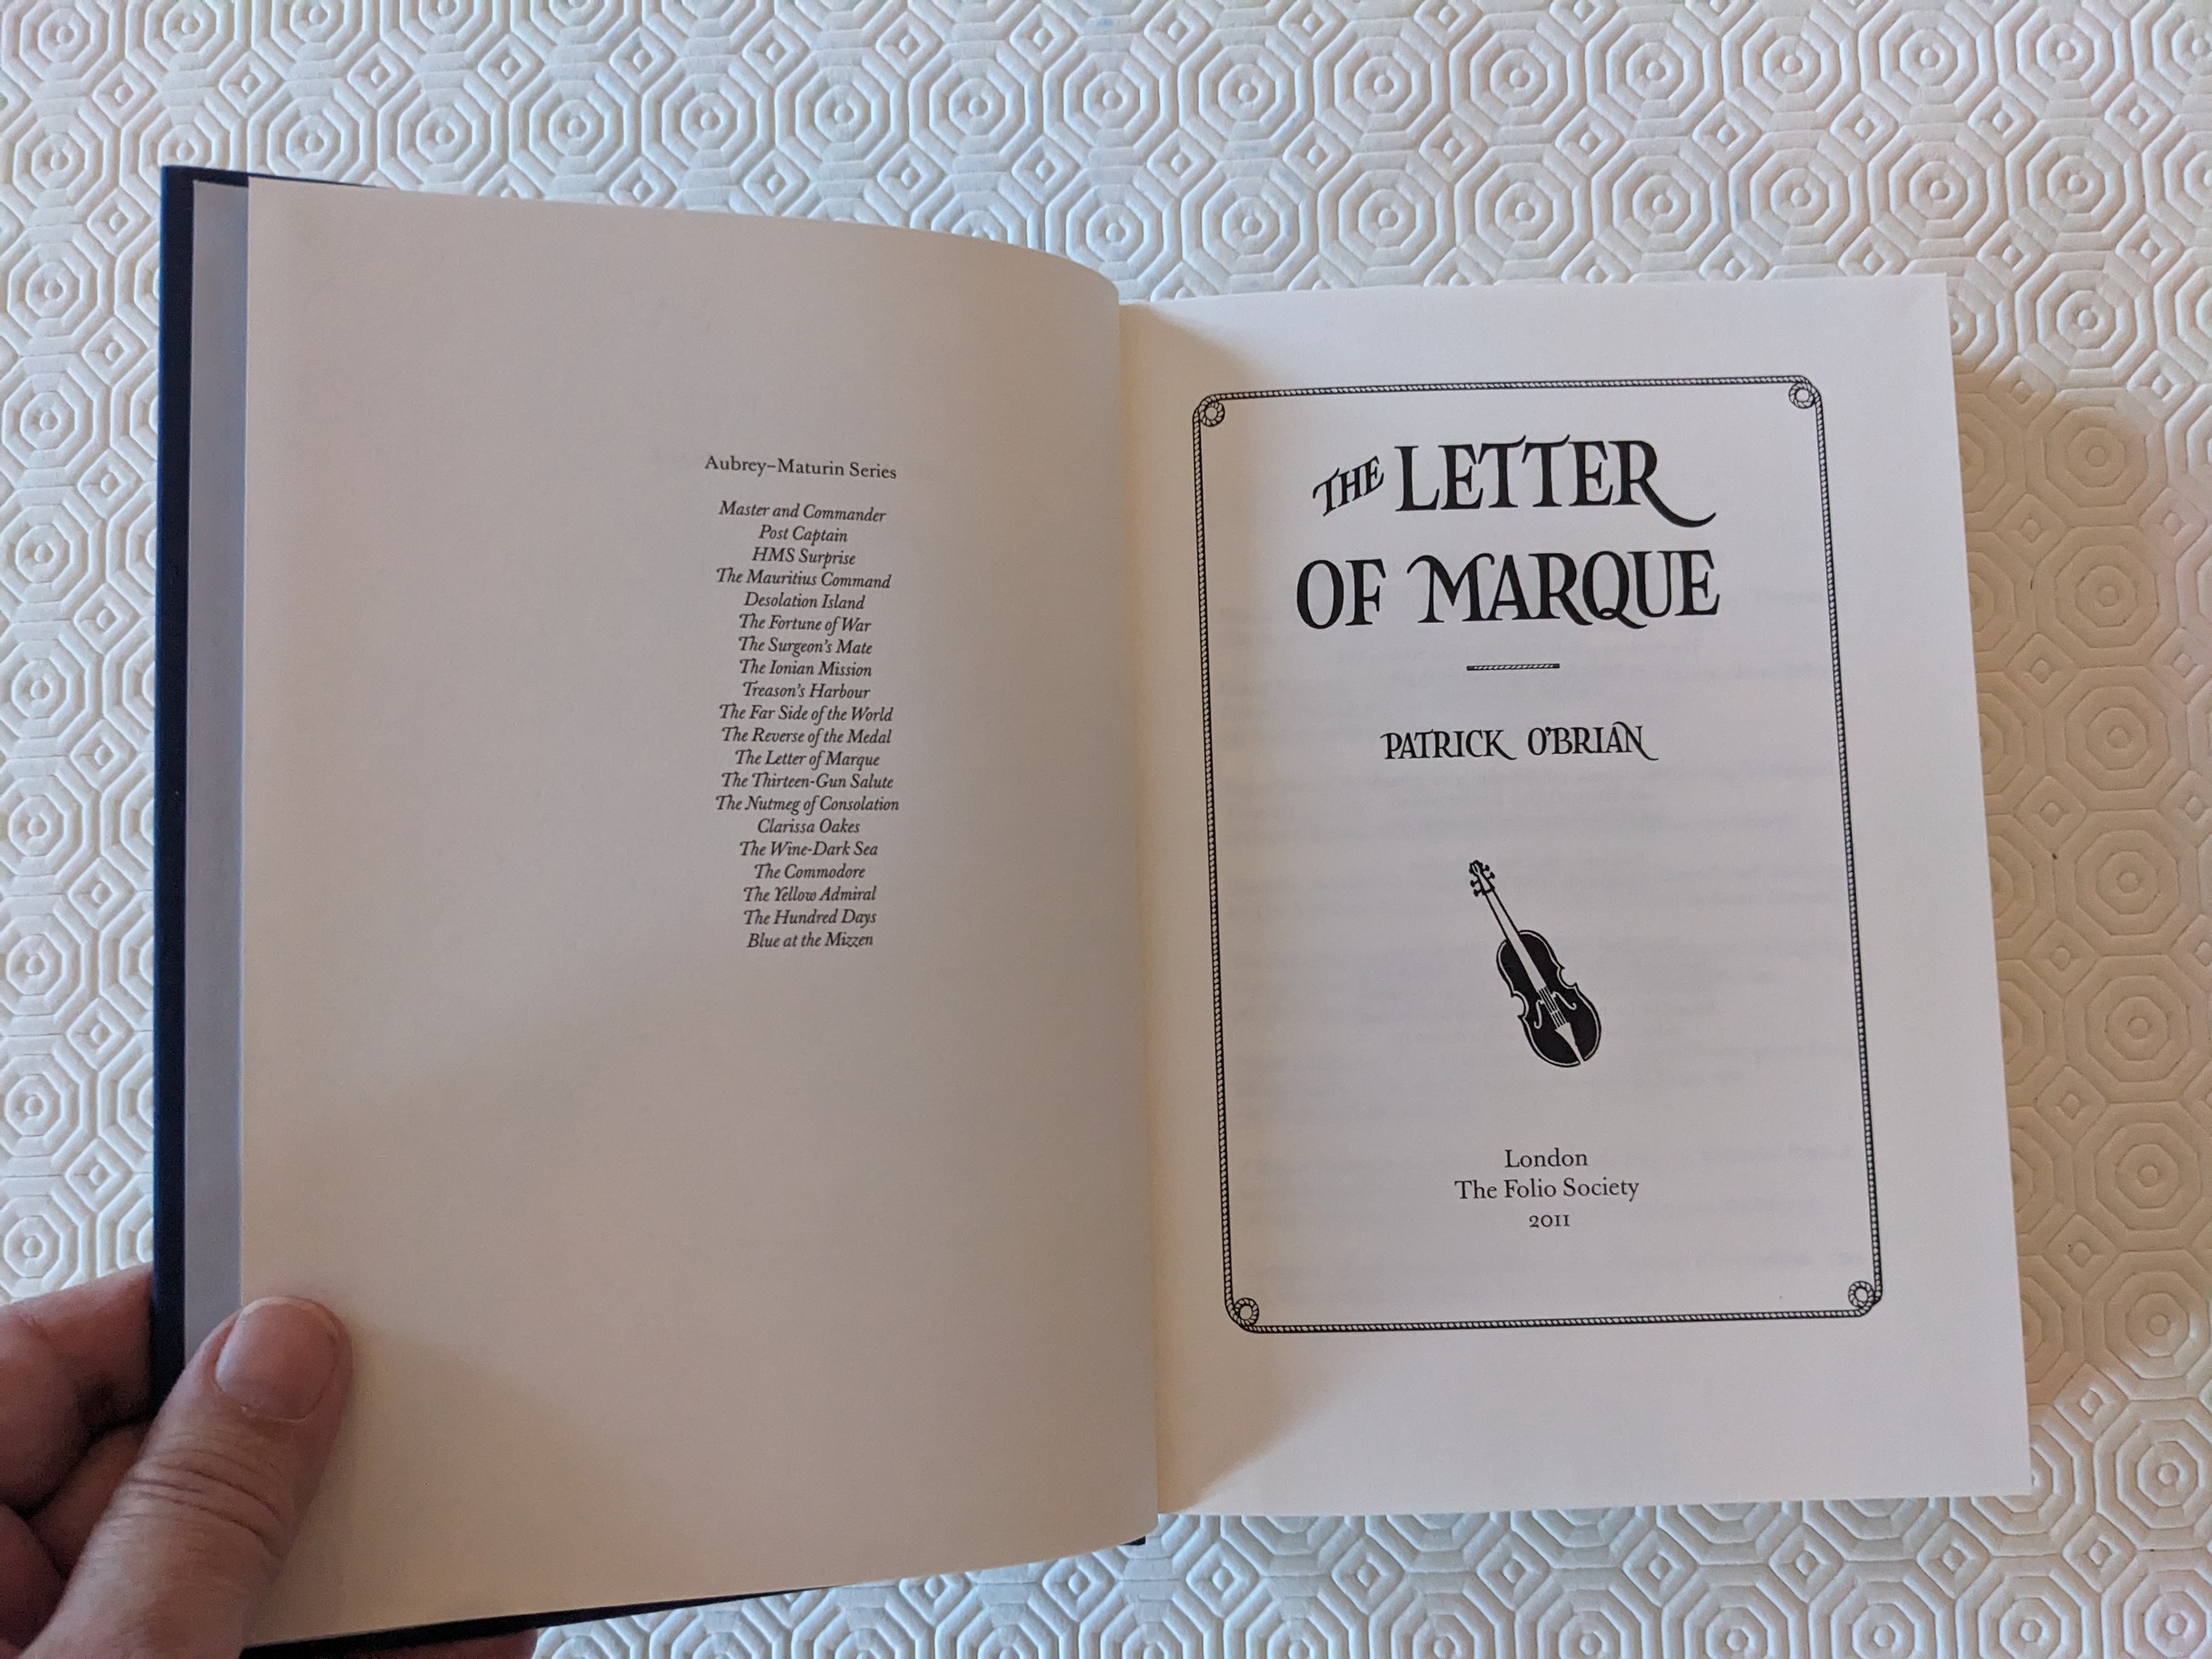 Aubrey–Maturin Series
Master and Commander
Post Captain
HMS Surprise
The Mauritius Command
Desolation Island
The Fortune of War
The Surgeon's Mate
The Ionian Mission
Treason's Harbour
The Far Side of the World
The Reverse of the Medal
The Letter of Marque
The Thirteen-Gun Salute
The Nutmeg of Consolation
Clarissa Oakes
The Wine-Dark Sea
The Commodore
The Yellow Admiral
The Hundred Days
Blue at the Mizzen
THE LETTER
OF MARQUE
PATRICK O'BRIAN
London
The Folio Society
2011